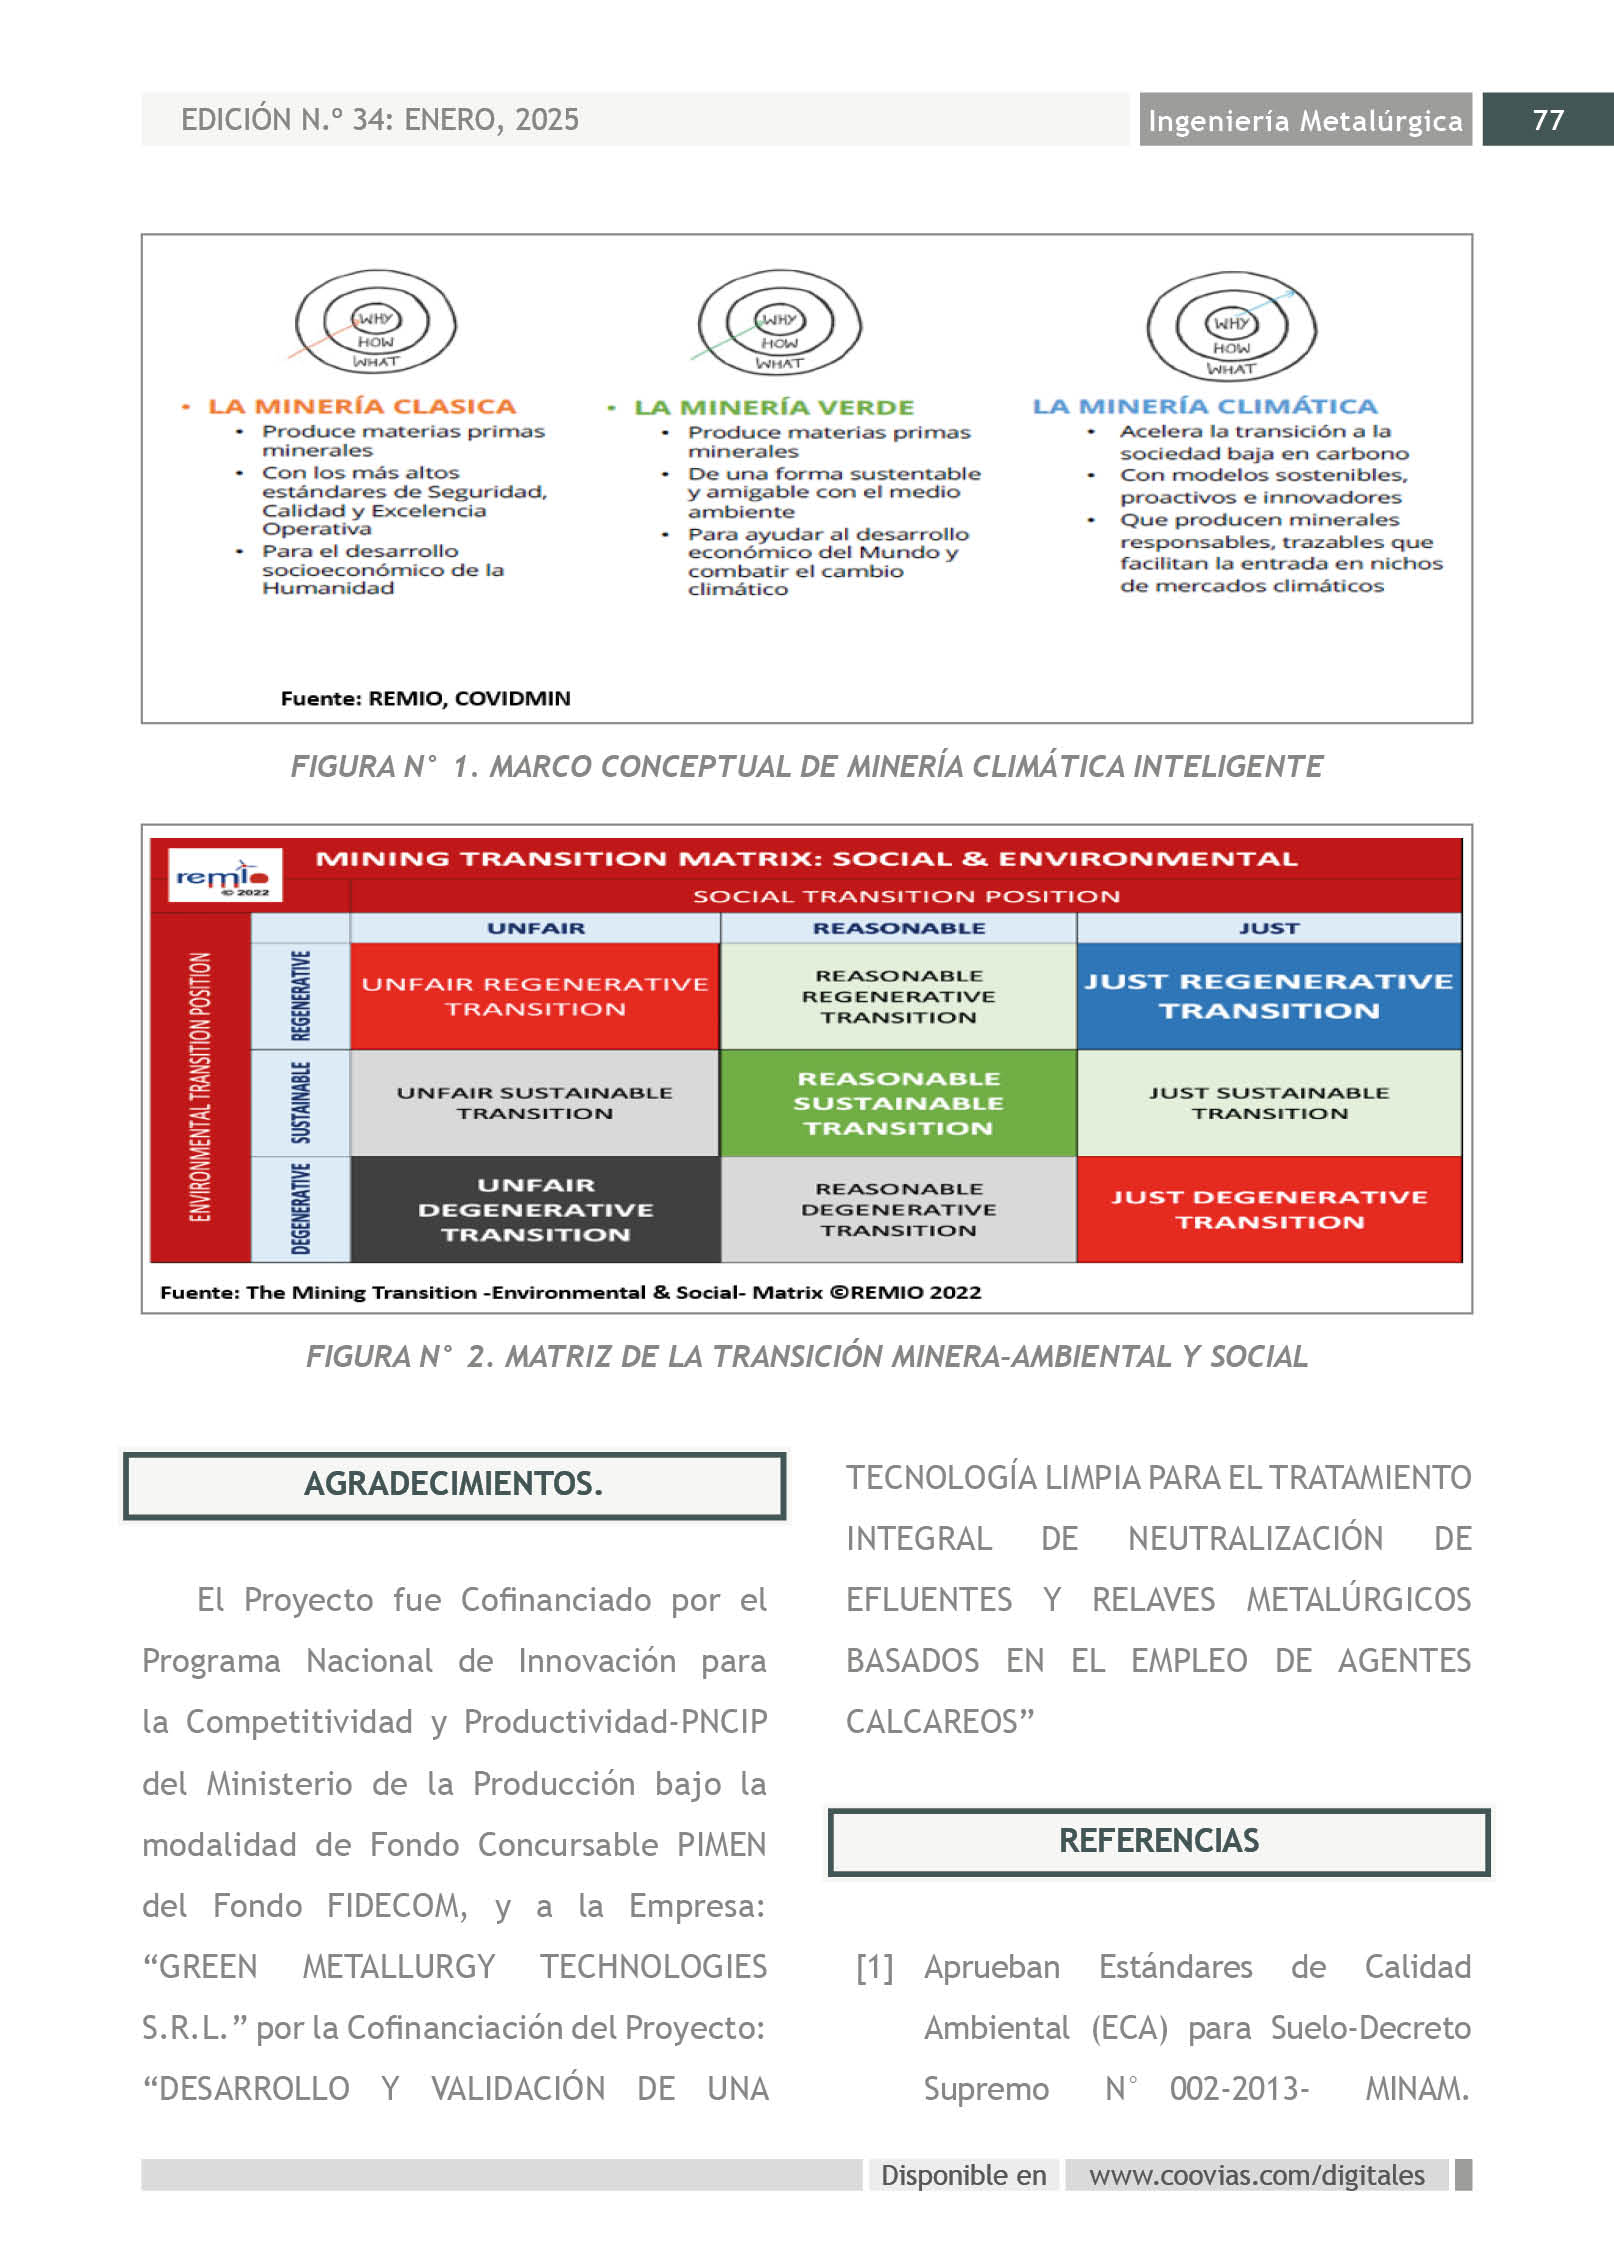 EDICIÓN N.º 34: ENERO, 2025
Ingeniería Metalúrgica
77
WHY
HOW
WHAT
• LA MINERÍA CLASICA
• Produce materias primas
minerales
• Con los más altos
estándares de Seguridad,
Calidad y Excelencia
Operativa
• Para el desarrollo
socioeconómico de la
Humanidad
WHY
HOW
WHAT
• LA MINERÍA VERDE
• Produce materias primas
minerales
• De una forma sustentable
y amigable con el medio
ambiente
• Para ayudar al desarrollo
económico del Mundo y
combatir el cambio
climático
WHY
HOW
WHAT
LA MINERÍA CLIMÁTICA
• Acelera la transición a la
sociedad baja en carbono
• Con modelos sostenibles,
proactivos e innovadores
• Que producen minerales
responsables, trazables que
facilitan la entrada en nichos
de mercados climáticos
Fuente: REMIO, COVIDMIN
FIGURA N° 1. MARCO CONCEPTUAL DE MINERÍA CLIMÁTICA INTELIGENTE
remio
© 2022
MINING TRANSITION MATRIX: SOCIAL & ENVIRONMENTAL
SOCIAL TRANSITION POSITION
UNFAIR
REASONABLE
JUST
ENVIRONMENTAL TRANSITION POSITION
REGENERATIVE
UNFAIR REGENERATIVE
TRANSITION
REASONABLE
REGENERATIVE
TRANSITION
JUST REGENERATIVE
TRANSITION
SUSTAINABLE
UNFAIR SUSTAINABLE
TRANSITION
REASONABLE
SUSTAINABLE
TRANSITION
JUST SUSTAINABLE
TRANSITION
DEGENERATIVE
UNFAIR
DEGENERATIVE
TRANSITION
REASONABLE
DEGENERATIVE
TRANSITION
JUST DEGENERATIVE
TRANSITION
Fuente: The Mining Transition -Environmental & Social- Matrix ©REMIO 2022
FIGURA N° 2. MATRIZ DE LA TRANSICIÓN MINERA-AMBIENTAL Y SOCIAL
AGRADECIMIENTOS.
El Proyecto fue Cofinanciado por el
Programa Nacional de Innovación para
la Competitividad y Productividad-PNCIP
del Ministerio de la Producción bajo la
modalidad de Fondo Concursable PIMEN
del Fondo FIDECOM, y a la Empresa:
“GREEN METALLURGY TECHNOLOGIES
S.R.L.” por la Cofinanciación del Proyecto:
“DESARROLLO Y VALIDACIÓN DE UNA
TECNOLOGÍA LIMPIA PARA EL TRATAMIENTO
INTEGRAL DE NEUTRALIZACIÓN DE
EFLUENTES Y RELAVES METALÚRGICOS
BASADOS EN EL EMPLEO DE AGENTES
CALCAREOS”
REFERENCIAS
[1] Aprueban Estándares de Calidad
Ambiental (ECA) para Suelo-Decreto
Supremo N° 002-2013- MINAM.
Disponible en
www.coovias.com/digitales